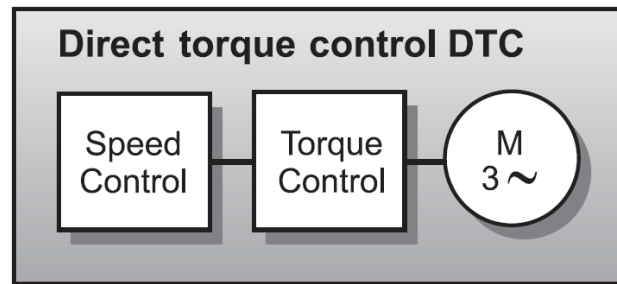 Direct torque control DTC
Speed
Control
Torque
Control
M
3~